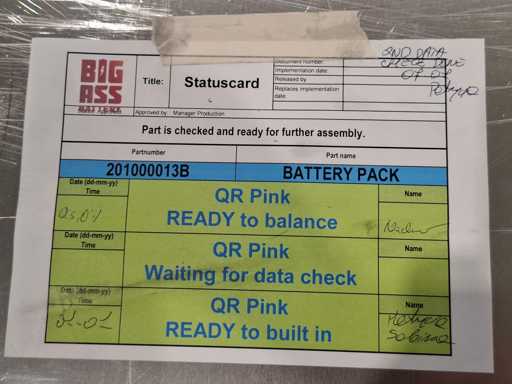 BIG
ASS
Title:
Statuscard
Document number:
Implementation date:
Released by:
Replaces implementation
date:
2ND DATA
CHECK DONE
Approved by: Manager Production
Part is checked and ready for further assembly.
Partnumber
Part name
201000013B
BATTERY PACK
Date (dd-mm-yy)
Time
QR Pink
READY to balance
Name
Date (dd-mm-yy)
Time
QR Pink
Waiting for data check
Name
Date (dd-mm-yy)
Time
QR Pink
READY to built in
Name